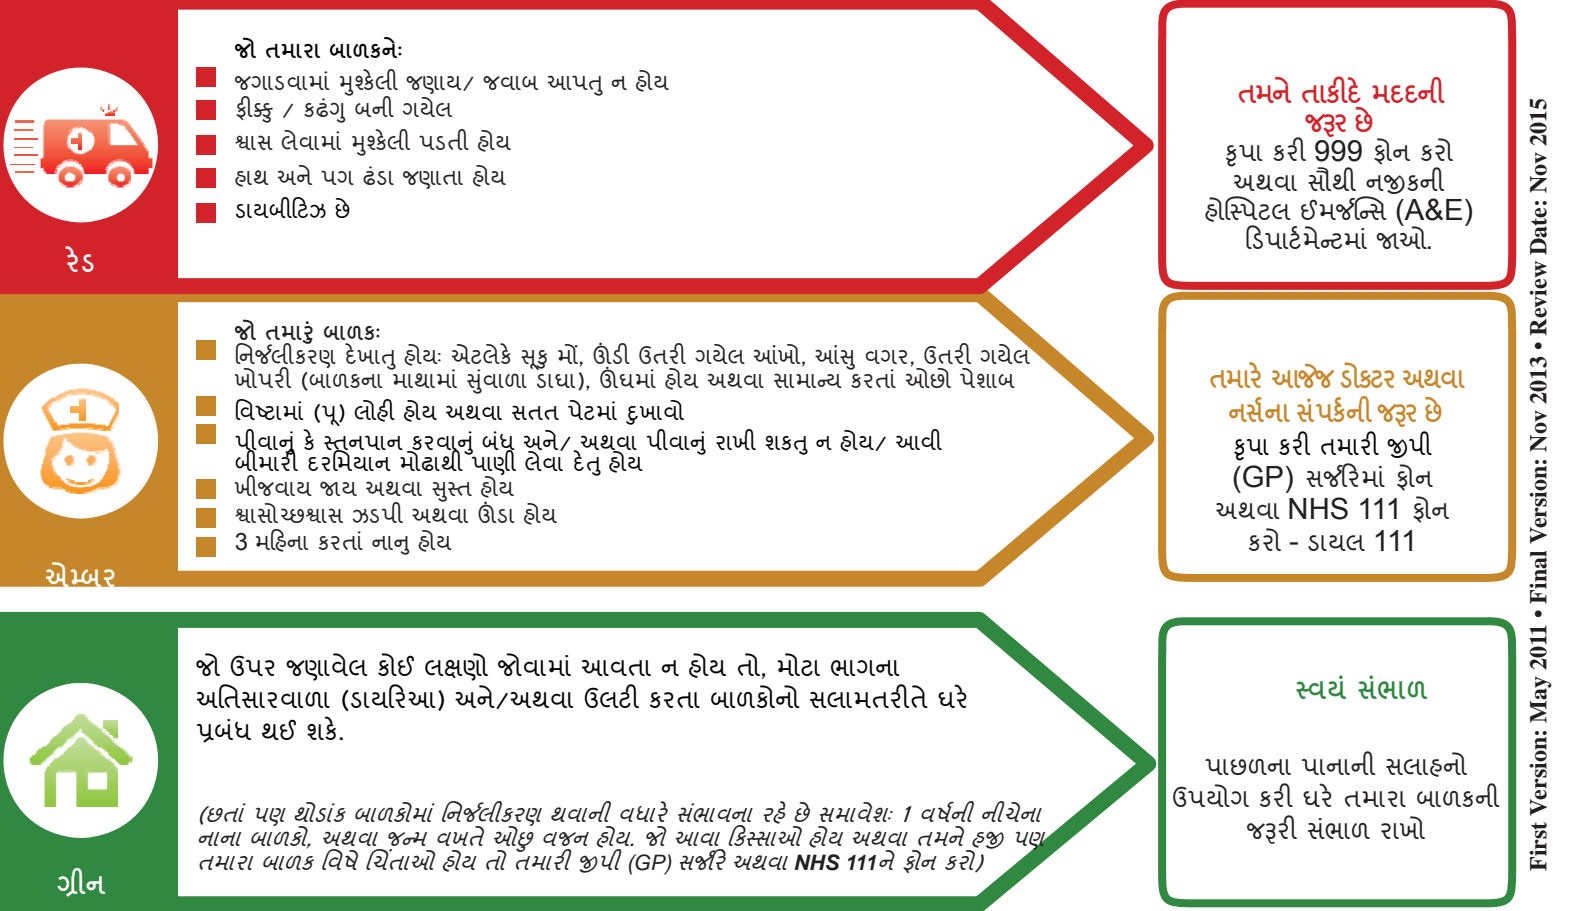 જો તમારા બાળકનેઃ
જગાડવામાં મુશ્કેલી જણાય/ જવાબ આપતુ ન હોય
ફીક્કુ / કઢંગુ બની ગયેલ
શ્વાસ લેવામાં મુશ્કેલી પડતી હોય
હાથ અને પગ ઢંડા જણાતા હોય
ડાયબીટિઝ છે
રેડ
તમને તાકીદે મદદની
જરૂર છે
કૃપા કરી 999 ફોન કરો
અથવા સૌથી નજીકની
હોસ્પિટલ ઈમર્જન્સિ (A&E)
ડિપાર્ટમેન્ટમાં જાઓ.
જો તમારું બાળકઃ
નિર્જલીકરણ દેખાતુ હોયઃ એટલેકે સૂકુ મોં, ઊંડી ઉતરી ગયેલ આંખો, આંસુ વગર, ઉતરી ગયેલ
ખોપરી (બાળકના માથામાં સુંવાળા ડાઘા), ઊઘમાં હોય અથવા સામાન્ય કરતાં ઓછો પેશાબ
વિષ્ટામાં (પૂ) લોહી હોય અથવા સતત પેટમાં દુખાવો
પીવાનું કે સ્તનપાન કરવાનું બંધ અને/ અથવા પીવાનું રાખી શકતુ ન હોય/ આવી
બીમારી દરમિયાન મોઢાથી પાણી લેવા દેતુ હોય
ખીજવાય જાય અથવા સુસ્ત હોય
શ્વાસોચ્છશ્વાસ ઝડપી અથવા ઊંડા હોય
3 મહિના કરતાં નાનુ હોય
એમ્બર
તમારે આજેજ ડોકટર અથવા
નર્સના સંપર્કની જરૂર છે
કૃપા કરી તમારી જીપી
(GP) સર્જરિમાં ફોન
અથવા NHS 111 ફોન
કરો - ડાયલ 111
જો ઉપર જણાવેલ કોઈ લક્ષણો જોવામાં આવતા ન હોય તો, મોટા ભાગના
અતિસારવાળા (ડાયરિઆ) અને/અથવા ઉલટી કરતા બાળકોનો સલામતરીતે ઘરે
પ્રબંધ થઈ શકે.
(છતાં પણ થોડાંક બાળકોમાં નિર્જલીકરણ થવાની વધારે સંભાવના રહે છે સમાવેશઃ 1 વર્ષની નીચેના
નાના બાળકો, અથવા જન્મ વખતે ઓછુ વજન હોય. જો આવા કિસ્સાઓ હોય અથવા તમને હજી પણ
તમારા બાળક વિષે ચિંતાઓ હોય તો તમારી જીપી (GP) સર્જરિ અથવા NHS 111ને ફોન કરો)
ગ્રીન
સ્વયં સંભાળ
પાછળના પાનાની સલાહનો
ઉપયોગ કરી ઘરે તમારા બાળકની
જરૂરી સંભાળ રાખો
First Version: May 2011 • Final Version: Nov 2013 • Review Date: Nov 2015